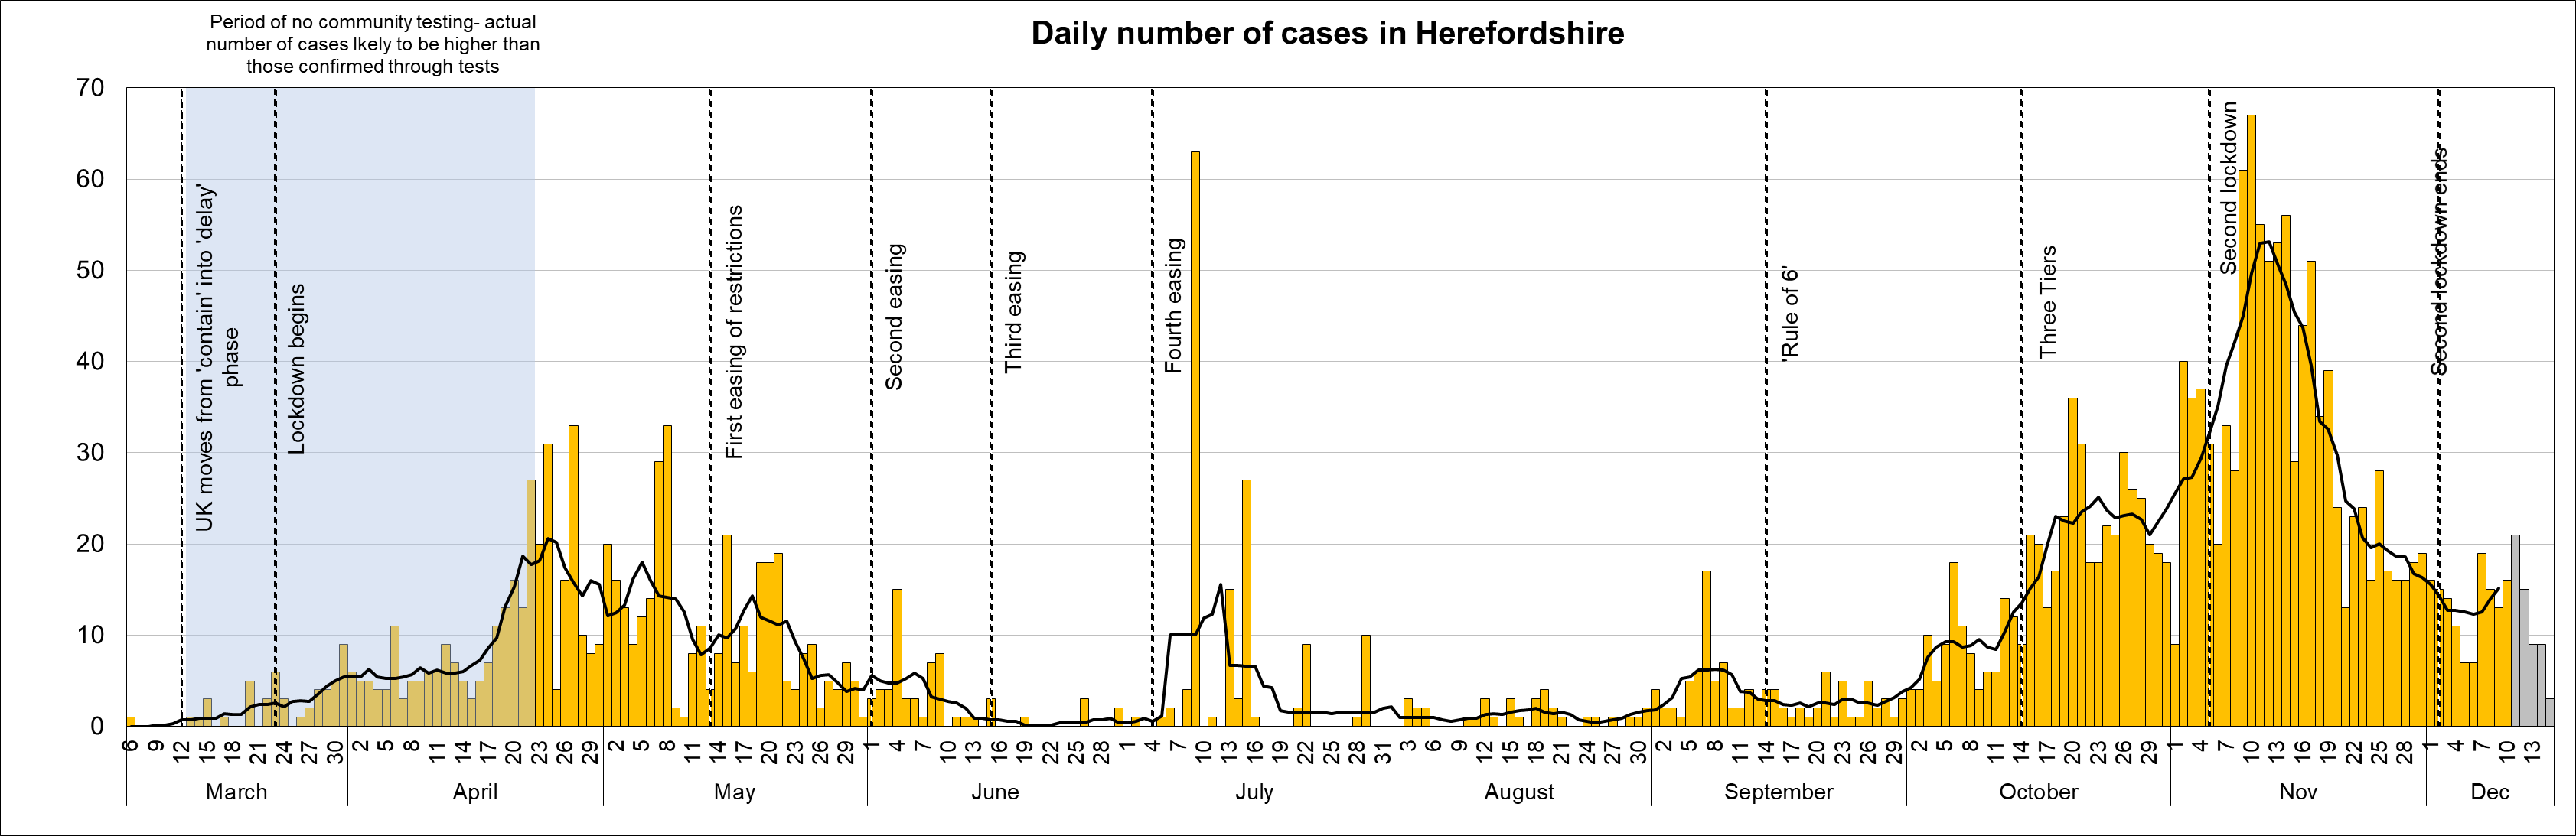 Period of no community testing- actual
number of cases lkely to be higher than
those confirmed through tests
Daily number of cases in Herefordshire
70
60
50
40
30
20
10
0
UK moves from 'contain' into 'delay'
phase
Lockdown begins
First easing of restrictions
Second easing
Third easing
Fourth easing
'Rule of 6'
Three Tiers
Second lockdown
Second lockdown ends
6 9 12 15 18 21 24 27 30 2 5 8 11 14 17 20 23 26 29 2 5 8 11 14 17 20 23 26 29 1 4 7 10 13 16 19 22 25 28 1 4 7 10 13 16 19 22 25 28 31 3 6 9 12 15 18 21 24 27 30 2 5 8 11 14 17 20 23 26 29 2 5 8 11 14 17 20 23 26 29 1 4 7 10 13 16 19 22 25 28 1 4 7 10 13
March April May June July August September October Nov Dec